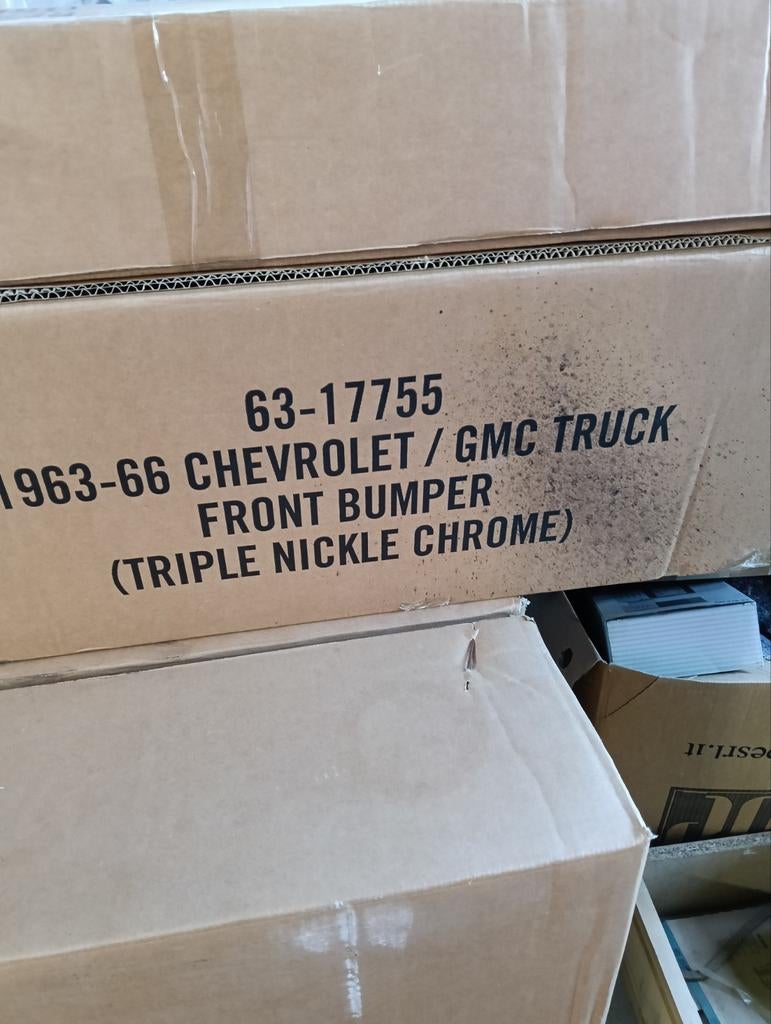 63-17755
1963-66 CHEVROLET / GMC TRUCK
FRONT BUMPER
(TRIPLE NICKLE CHROME)